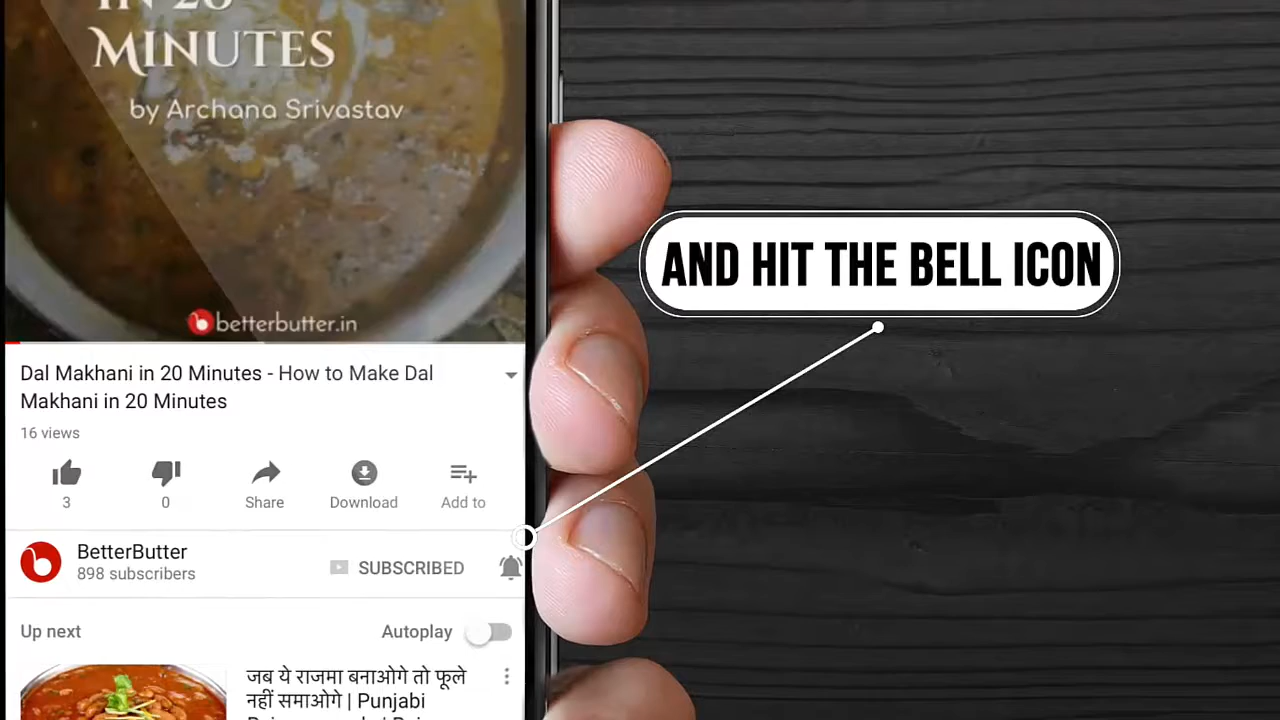 IN 20
MINUTES
by Archana Srivastav
betterbutter.in
AND HIT THE BELL ICON
Dal Makhani in 20 Minutes - How to Make Dal
Makhani in 20 Minutes
16 views
3
0
Share
Download
Add to
BetterButter
898 subscribers
SUBSCRIBED
Up next
Autoplay
जब ये राजमा बनाओगे तो फूले
नहीं समाओगे | Punjabi